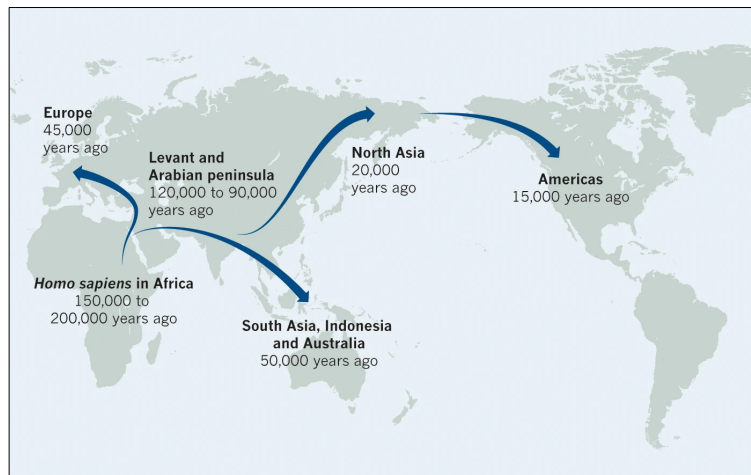 Europe
45,000
years ago
Levant and
Arabian peninsula
120,000 to 90,000
years ago
North Asia
20,000
years ago
Americas
15,000 years ago
Homo sapiens in Africa
150,000 to
200,000 years ago
South Asia, Indonesia
and Australia
50,000 years ago